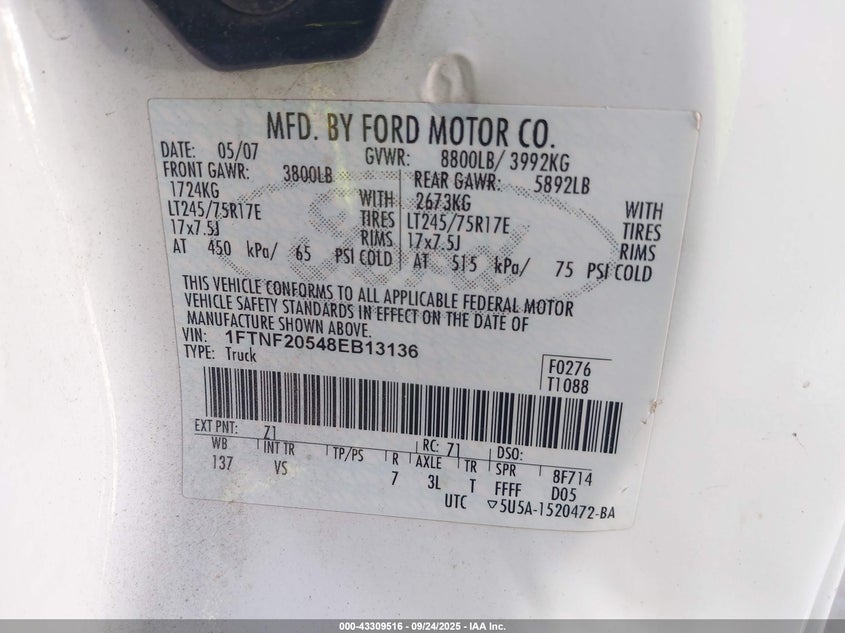 MFD. BY FORD MOTOR CO.
DATE: 05/07 GVWR: 8800LB/ 3992KG
FRONT GAWR: 3800LB REAR GAWR: 5892LB
1724KG WITH 2673KG WITH
LT245/75R17E TIRES LT245/75R17E TIRES
17x7.5J RIMS 17x7.5J RIMS
AT 450 kPa/ 65 PSI COLD AT 515 kPa/ 75 PSI COLD
THIS VEHICLE CONFORMS TO ALL APPLICABLE FEDERAL MOTOR
VEHICLE SAFETY STANDARDS IN EFFECT ON THE DATE OF
MANUFACTURE SHOWN ABOVE.
VIN: 1FTNF20548EB13136
TYPE: Truck
F0276
T1088
EXT PNT: Z1 RC: 71 DSO:
WB INT TR TP/PS R AXLE TR SPR 8F714
137 VS 7 3L T FFFF D05
UTC ▽5U5A-1520472-BA
000-43309516 - 09/24/2025 - IAA Inc.